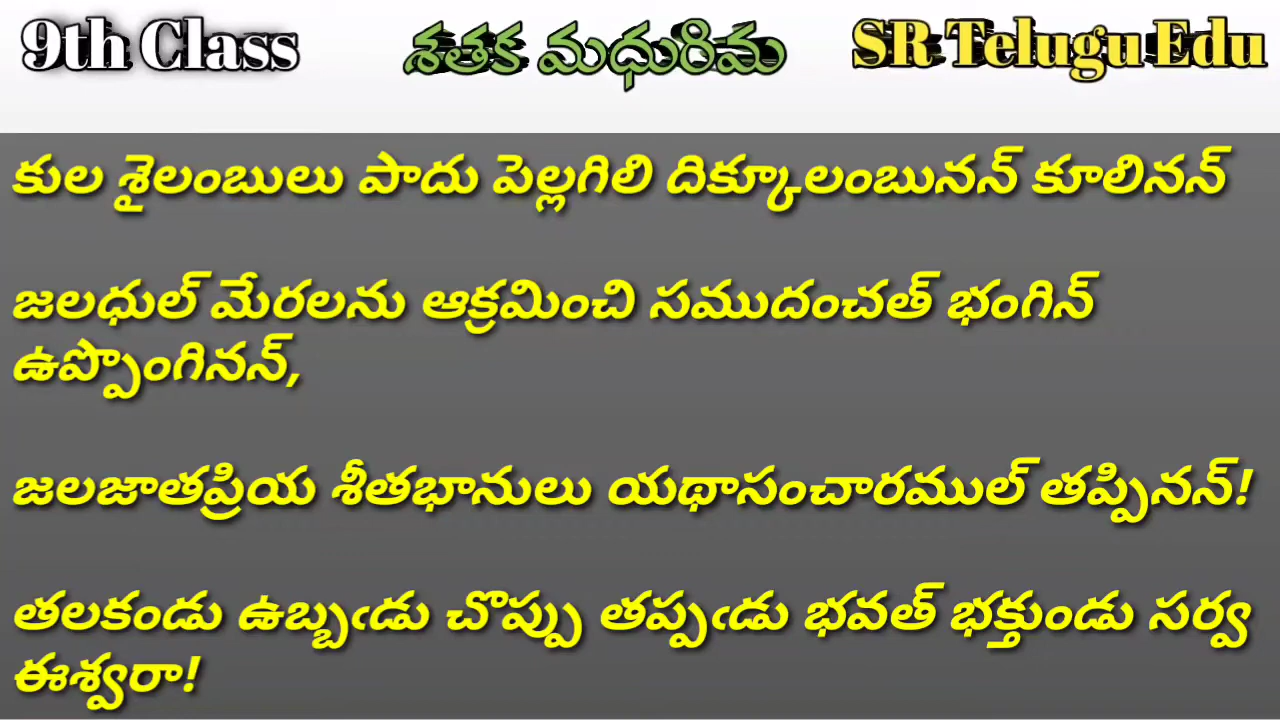 9th Class శతక మధురిమ SR Telugu Edu
కుల శైలంబులు పాదు పెల్లగిలి దిక్కూలంబునన్ కూలినన్
జలధుల్ మేరలను ఆక్రమించి సముదంచత్ భంగిన్
ఉప్పొంగినన్,
జలజాతప్రియ శీతభానులు యథాసంచారముల్ తప్పినన్!
తలకండు ఉబ్బఁడు చొప్పు తప్పఁడు భవత్ భక్తుండు సర్వ
ఈశ్వరా!